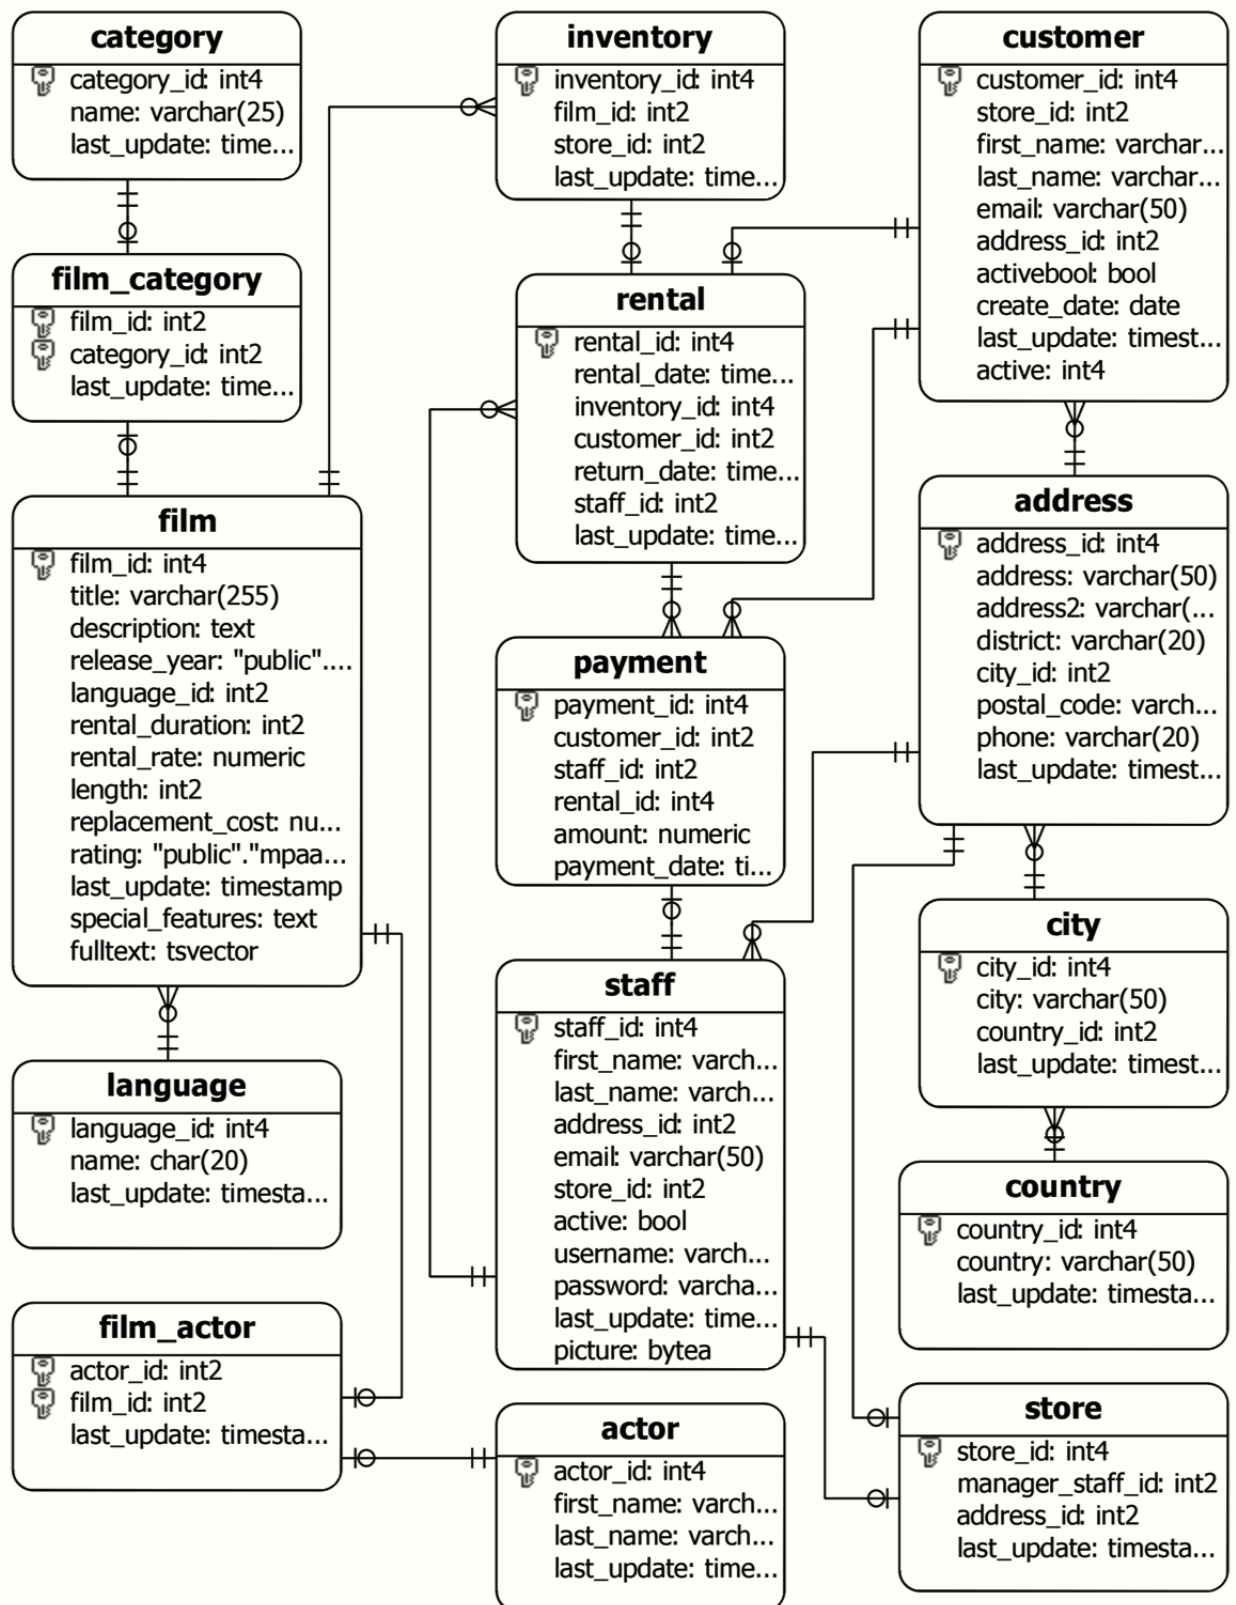 category
category_id: int4
name: varchar(25)
last_update: time...
film_category
film_id: int2
category_id: int2
last_update: time...
film
film_id: int4
title: varchar(255)
description: text
release_year: "public"....
language_id: int2
rental_duration: int2
rental_rate: numeric
length: int2
replacement_cost: nu...
rating: "public"."mpaa...
last_update: timestamp
special_features: text
fulltext: tsvector
language
language_id: int4
name: char(20)
last_update: timesta...
film_actor
actor_id: int2
film_id: int2
last_update: timesta...
inventory
inventory_id: int4
film_id: int2
store_id: int2
last_update: time...
rental
rental_id: int4
rental_date: time...
inventory_id: int4
customer_id: int2
return_date: time...
staff_id: int2
last_update: time...
payment
payment_id: int4
customer_id: int2
staff_id: int2
rental_id: int4
amount: numeric
payment_date: ti...
staff
staff_id: int4
first_name: varch...
last_name: varch...
address_id: int2
email: varchar(50)
store_id: int2
active: bool
username: varch...
password: varcha...
last_update: time...
picture: bytea
actor
actor_id: int4
first_name: varch...
last_name: varch...
last_update: time...
customer
customer_id: int4
store_id: int2
first_name: varchar...
last_name: varchar...
email: varchar(50)
address_id: int2
activebool: bool
create_date: date
last_update: timest...
active: int4
address
address_id: int4
address: varchar(50)
address2: varchar(...
district: varchar(20)
city_id: int2
postal_code: varch...
phone: varchar(20)
last_update: timest...
city
city_id: int4
city: varchar(50)
country_id: int2
last_update: timest...
country
country_id: int4
country: varchar(50)
last_update: timesta...
store
store_id: int4
manager_staff_id: int2
address_id: int2
last_update: timesta...